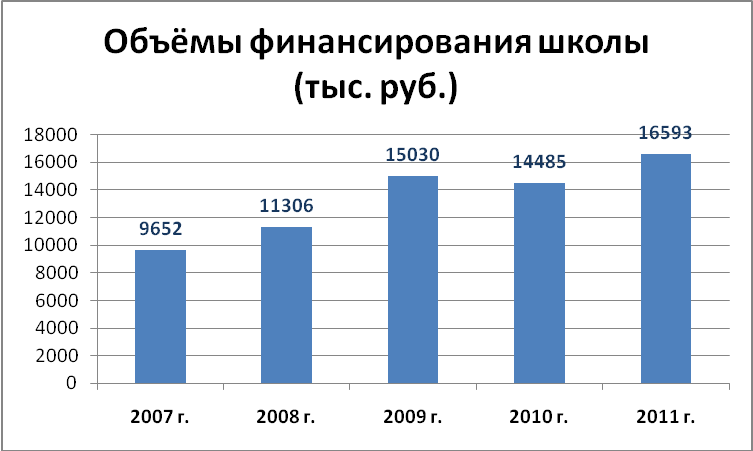 Объёмы финансирования школы
(тыс. руб.)
18000
16000
14000
12000
10000
8000
6000
4000
2000
0
9652
11306
15030
14485
16593
2007 г.
2008 г.
2009 г.
2010 г.
2011 г.